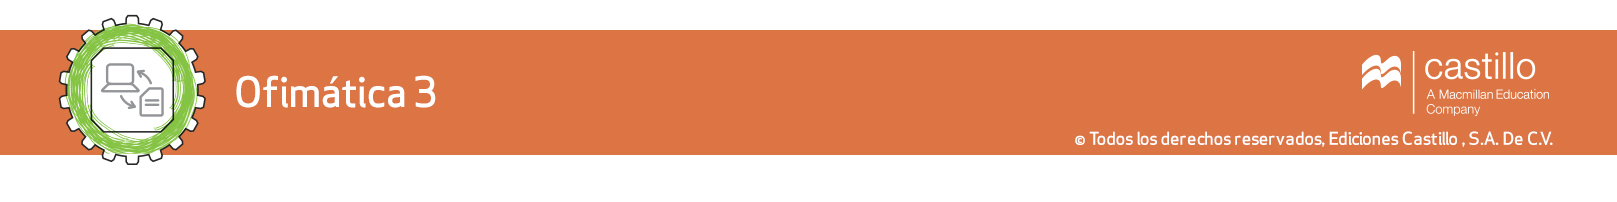 Ofimática 3
castillo
A Macmillan Education
Company
© Todos los derechos reservados, Ediciones Castillo , S.A. De C.V.